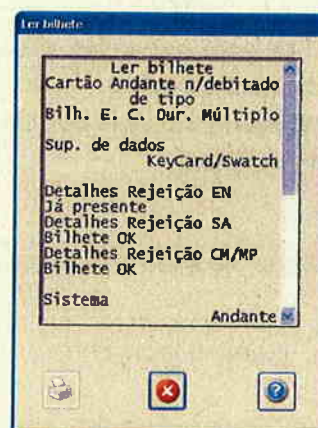 Ler bilhete
Ler bilhete
Cartão Andante n/debitado
de tipo
Bilh. E. C. Dur. Múltiplo
Sup. de dados
KeyCard/Swatch
Detalhes Rejeição EN
Já presente
Detalhes Rejeição SA
Bilhete OK
Detalhes Rejeição CM/MP
Bilhete OK
Sistema
Andante